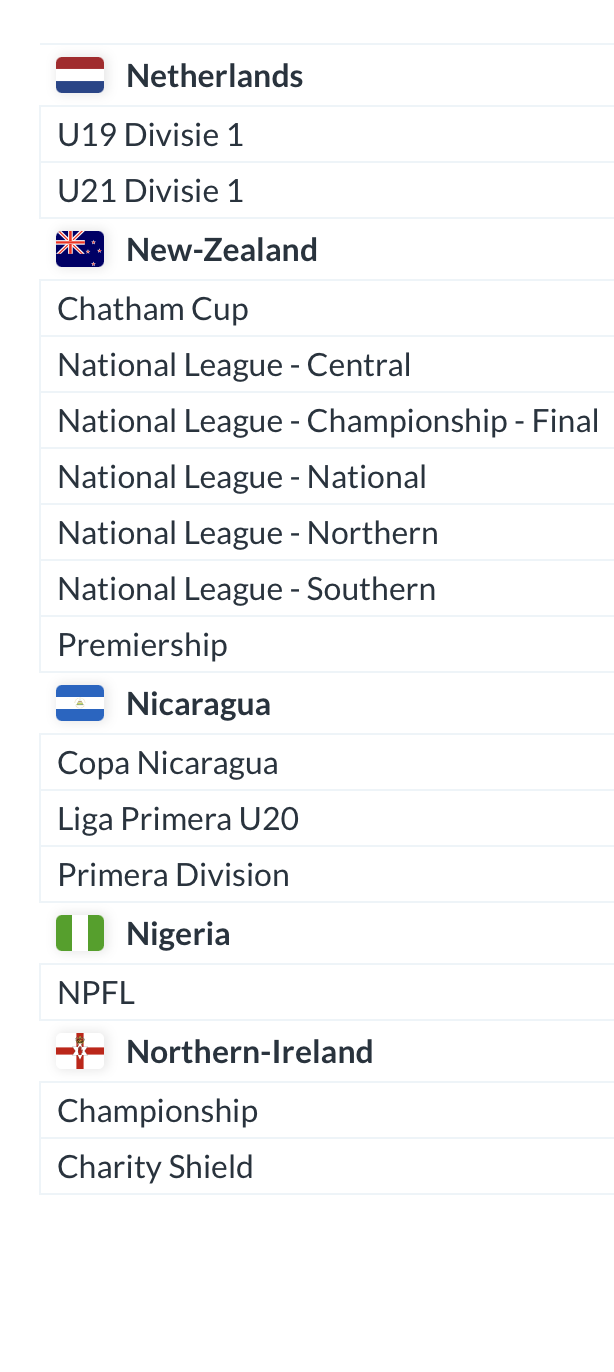 Netherlands
U19 Divisie 1
U21 Divisie 1
New-Zealand
Chatham Cup
National League - Central
National League - Championship - Final
National League - National
National League - Northern
National League - Southern
Premiership
Nicaragua
Copa Nicaragua
Liga Primera U20
Primera Division
Nigeria
NPFL
Northern-Ireland
Championship
Charity Shield